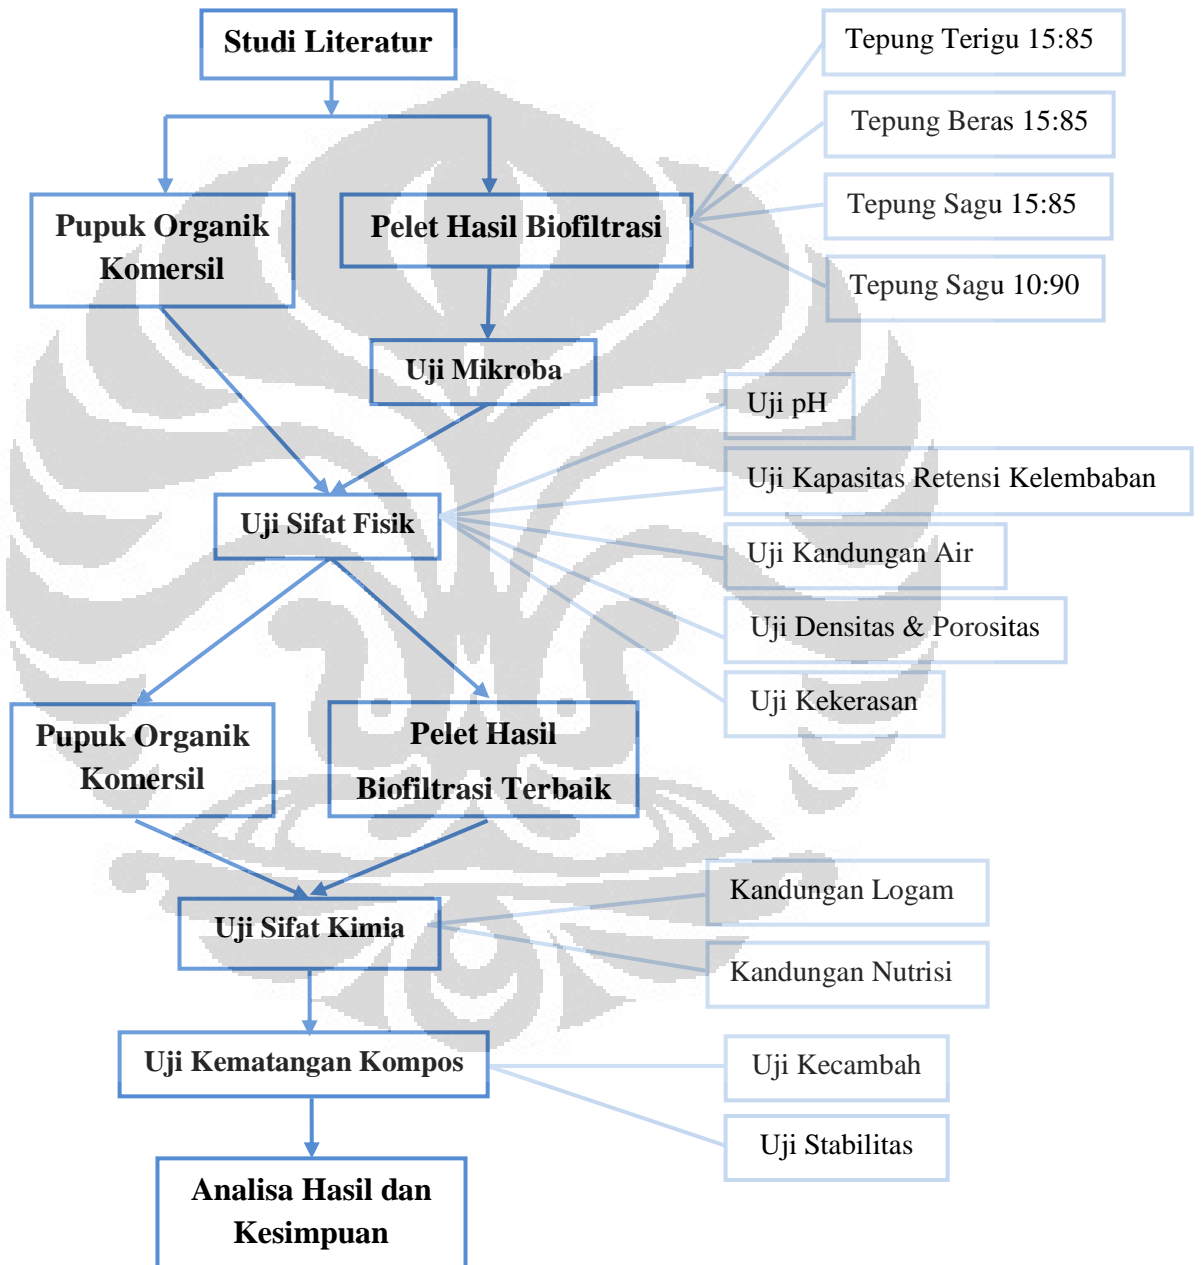 Studi Literatur
Tepung Terigu 15:85
Tepung Beras 15:85
Tepung Sagu 15:85
Tepung Sagu 10:90
Pupuk Organik
Komersil
Pelet Hasil Biofiltrasi
Uji Mikroba
Uji pH
Uji Kapasitas Retensi Kelembaban
Uji Kandungan Air
Uji Densitas & Porositas
Uji Kekerasan
Uji Sifat Fisik
Pupuk Organik
Komersil
Pelet Hasil
Biofiltrasi Terbaik
Uji Sifat Kimia
Kandungan Logam
Kandungan Nutrisi
Uji Kematangan Kompos
Uji Kecambah
Uji Stabilitas
Analisa Hasil dan
Kesimpuan